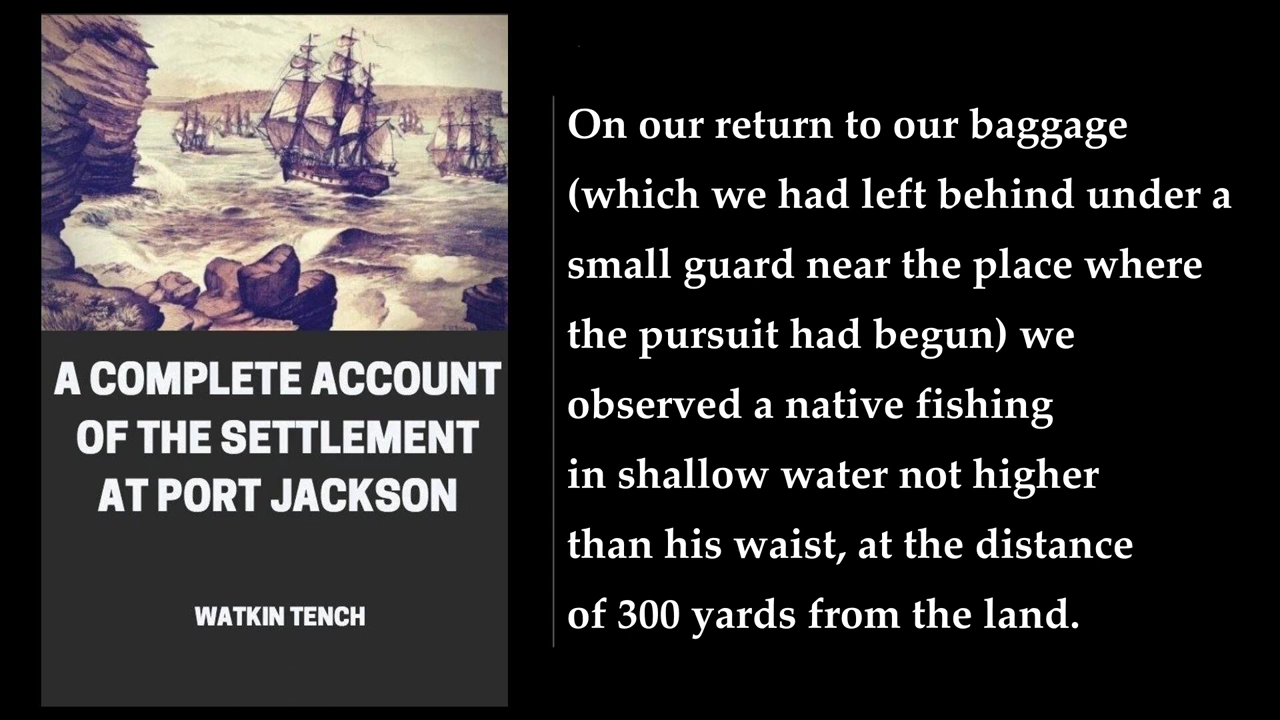 A COMPLETE ACCOUNT
OF THE SETTLEMENT
AT PORT JACKSON
WATKIN TENCH
On our return to our baggage
(which we had left behind under a
small guard near the place where
the pursuit had begun) we
observed a native fishing
in shallow water not higher
than his waist, at the distance
of 300 yards from the land.